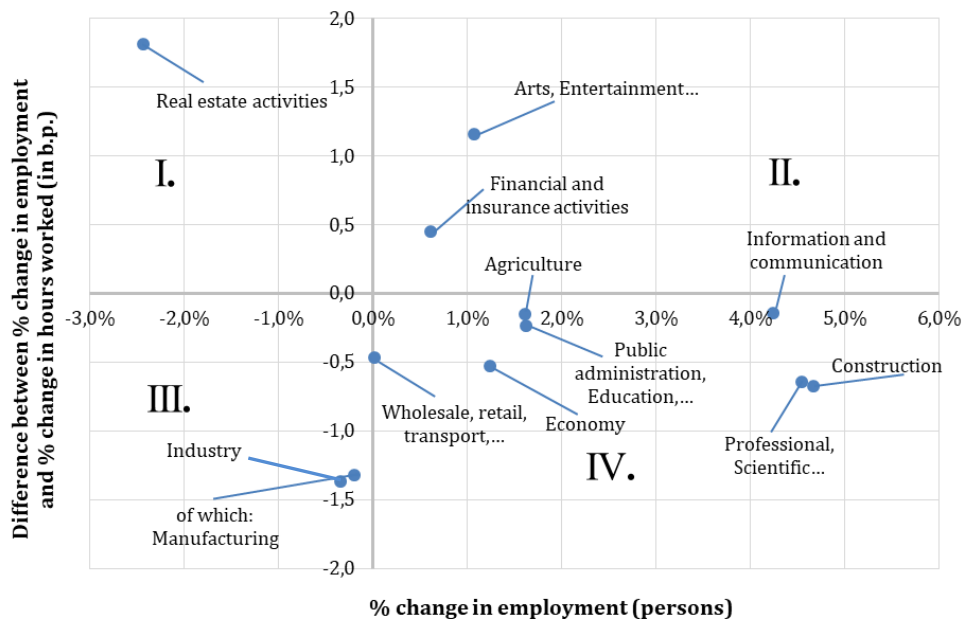 Difference between % change in employment
and % change in hours worked (in b.p.)
2,0
1,5
1,0
0,5
0,0
-0,5
-1,0
-1,5
-2,0
Real estate activities
Arts, Entertainment...
I.
II.
Financial and
insurance activities
Agriculture
Information and
communication
-3,0%
-2,0%
-1,0%
0,0%
1,0%
2,0%
3,0%
4,0%
5,0%
6,0%
Public
administration,
Education,...
Construction
III.
Wholesale, retail,
transport,...
Economy
Industry
IV.
Professional,
Scientific...
of which:
Manufacturing
% change in employment (persons)